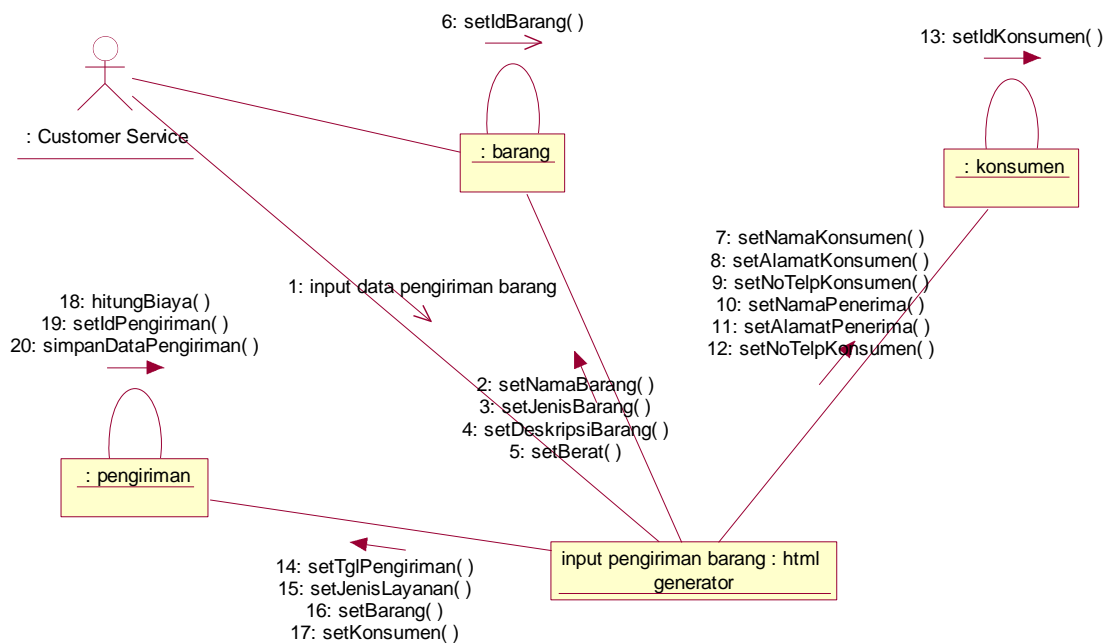 6: setIdBarang( )
13: setIdKonsumen( )
: Customer Service
: barang
: konsumen
7: setNamaKonsumen( )
8: setAlamatKonsumen( )
9: setNoTelpKonsumen( )
10: setNamaPenerima( )
11: setAlamatPenerima( )
12: setNoTelpKonsumen( )
1: input data pengiriman barang
18: hitungBiaya( )
19: setIdPengiriman( )
20: simpanDataPengiriman( )
2: setNamaBarang( )
3: setJenisBarang( )
4: setDeskripsiBarang( )
5: setBerat( )
: pengiriman
input pengiriman barang : html
generator
14: setTglPengiriman( )
15: setJenisLayanan( )
16: setBarang( )
17: setKonsumen( )